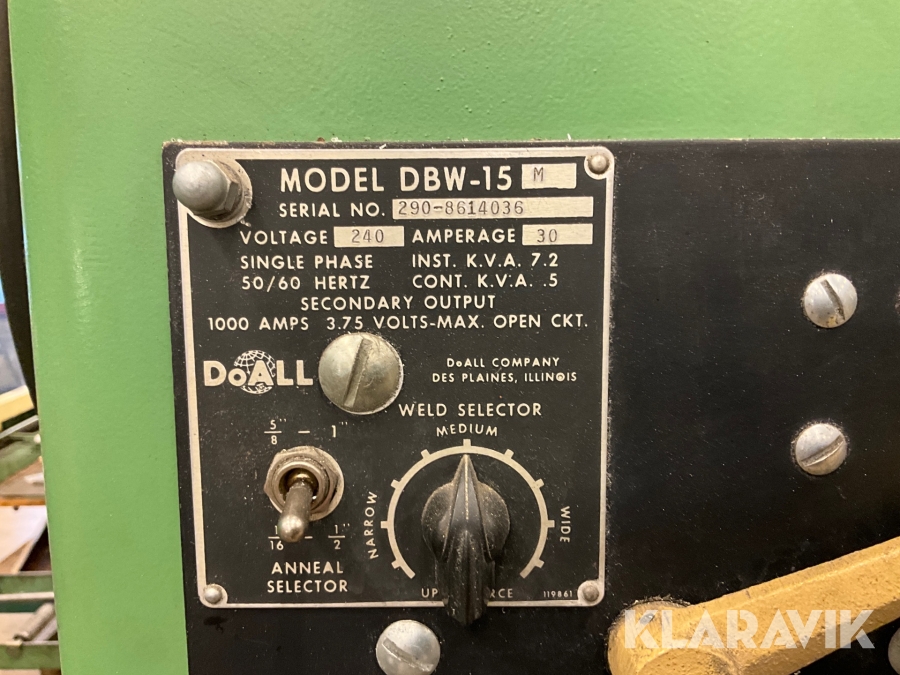 MODEL DBW-15 M
SERIAL NO. 290-8614036
VOLTAGE 240 AMPERAGE 30
SINGLE PHASE INST. K.V.A. 7.2
50/60 HERTZ CONT. K.V.A. .5
SECONDARY OUTPUT
1000 AMPS 3.75 VOLTS-MAX. OPEN CKT.
DOALL
DOALL COMPANY
DES PLAINES, ILLINOIS
WELD SELECTOR
MEDIUM
5/8" - 1"
NARROW
WIDE
1/16 - 1/2"
ANNEAL
SELECTOR
119861
KLARAVIK